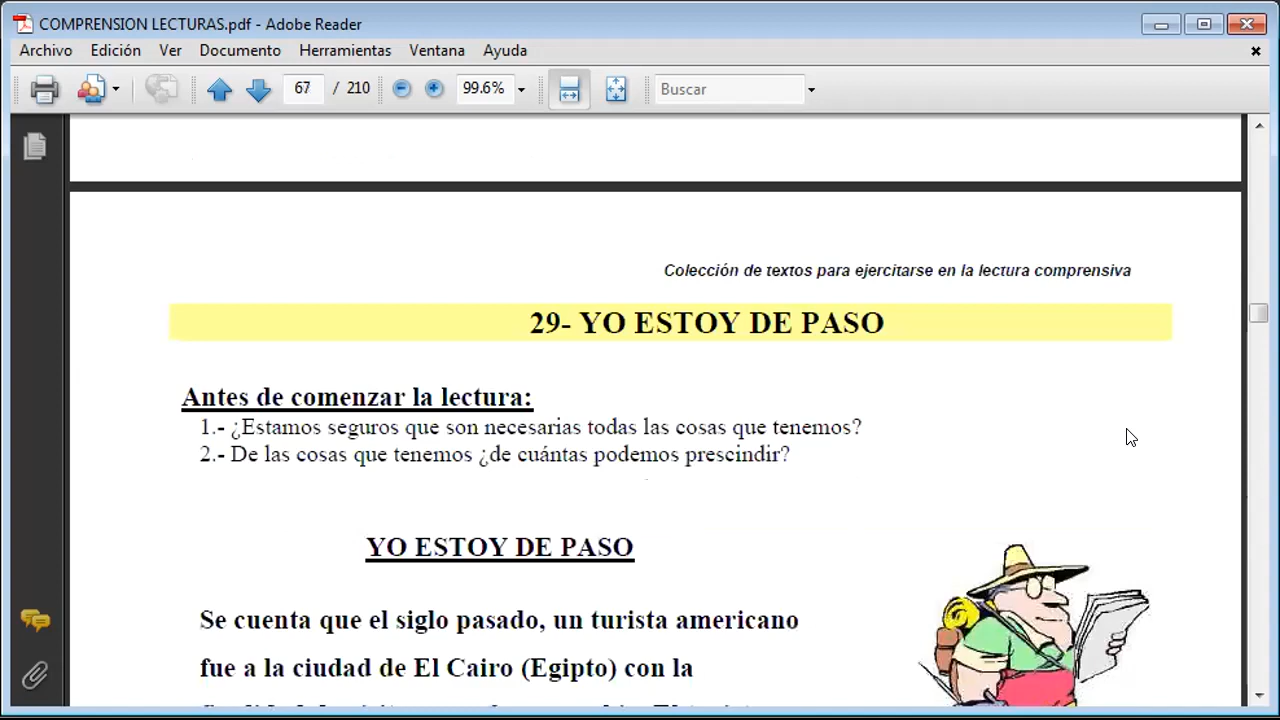 COMPRENSION LECTURAS.pdf - Adobe Reader
Archivo Edición Ver Documento Herramientas Ventana Ayuda
67 / 210 99.6% Buscar
Colección de textos para ejercitarse en la lectura comprensiva
29- YO ESTOY DE PASO
Antes de comenzar la lectura:
1.- ¿Estamos seguros que son necesarias todas las cosas que tenemos?
2.- De las cosas que tenemos ¿de cuántas podemos prescindir?
YO ESTOY DE PASO
Se cuenta que el siglo pasado, un turista americano
fue a la ciudad de El Cairo (Egipto) con la